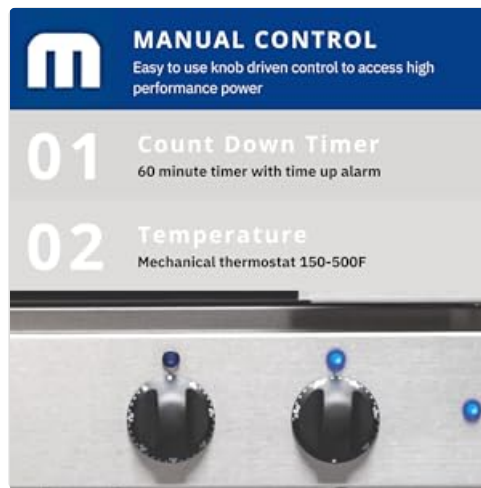 m
MANUAL CONTROL
Easy to use knob driven control to access high
performance power
01
Count Down Timer
60 minute timer with time up alarm
02
Temperature
Mechanical thermostat 150-500F